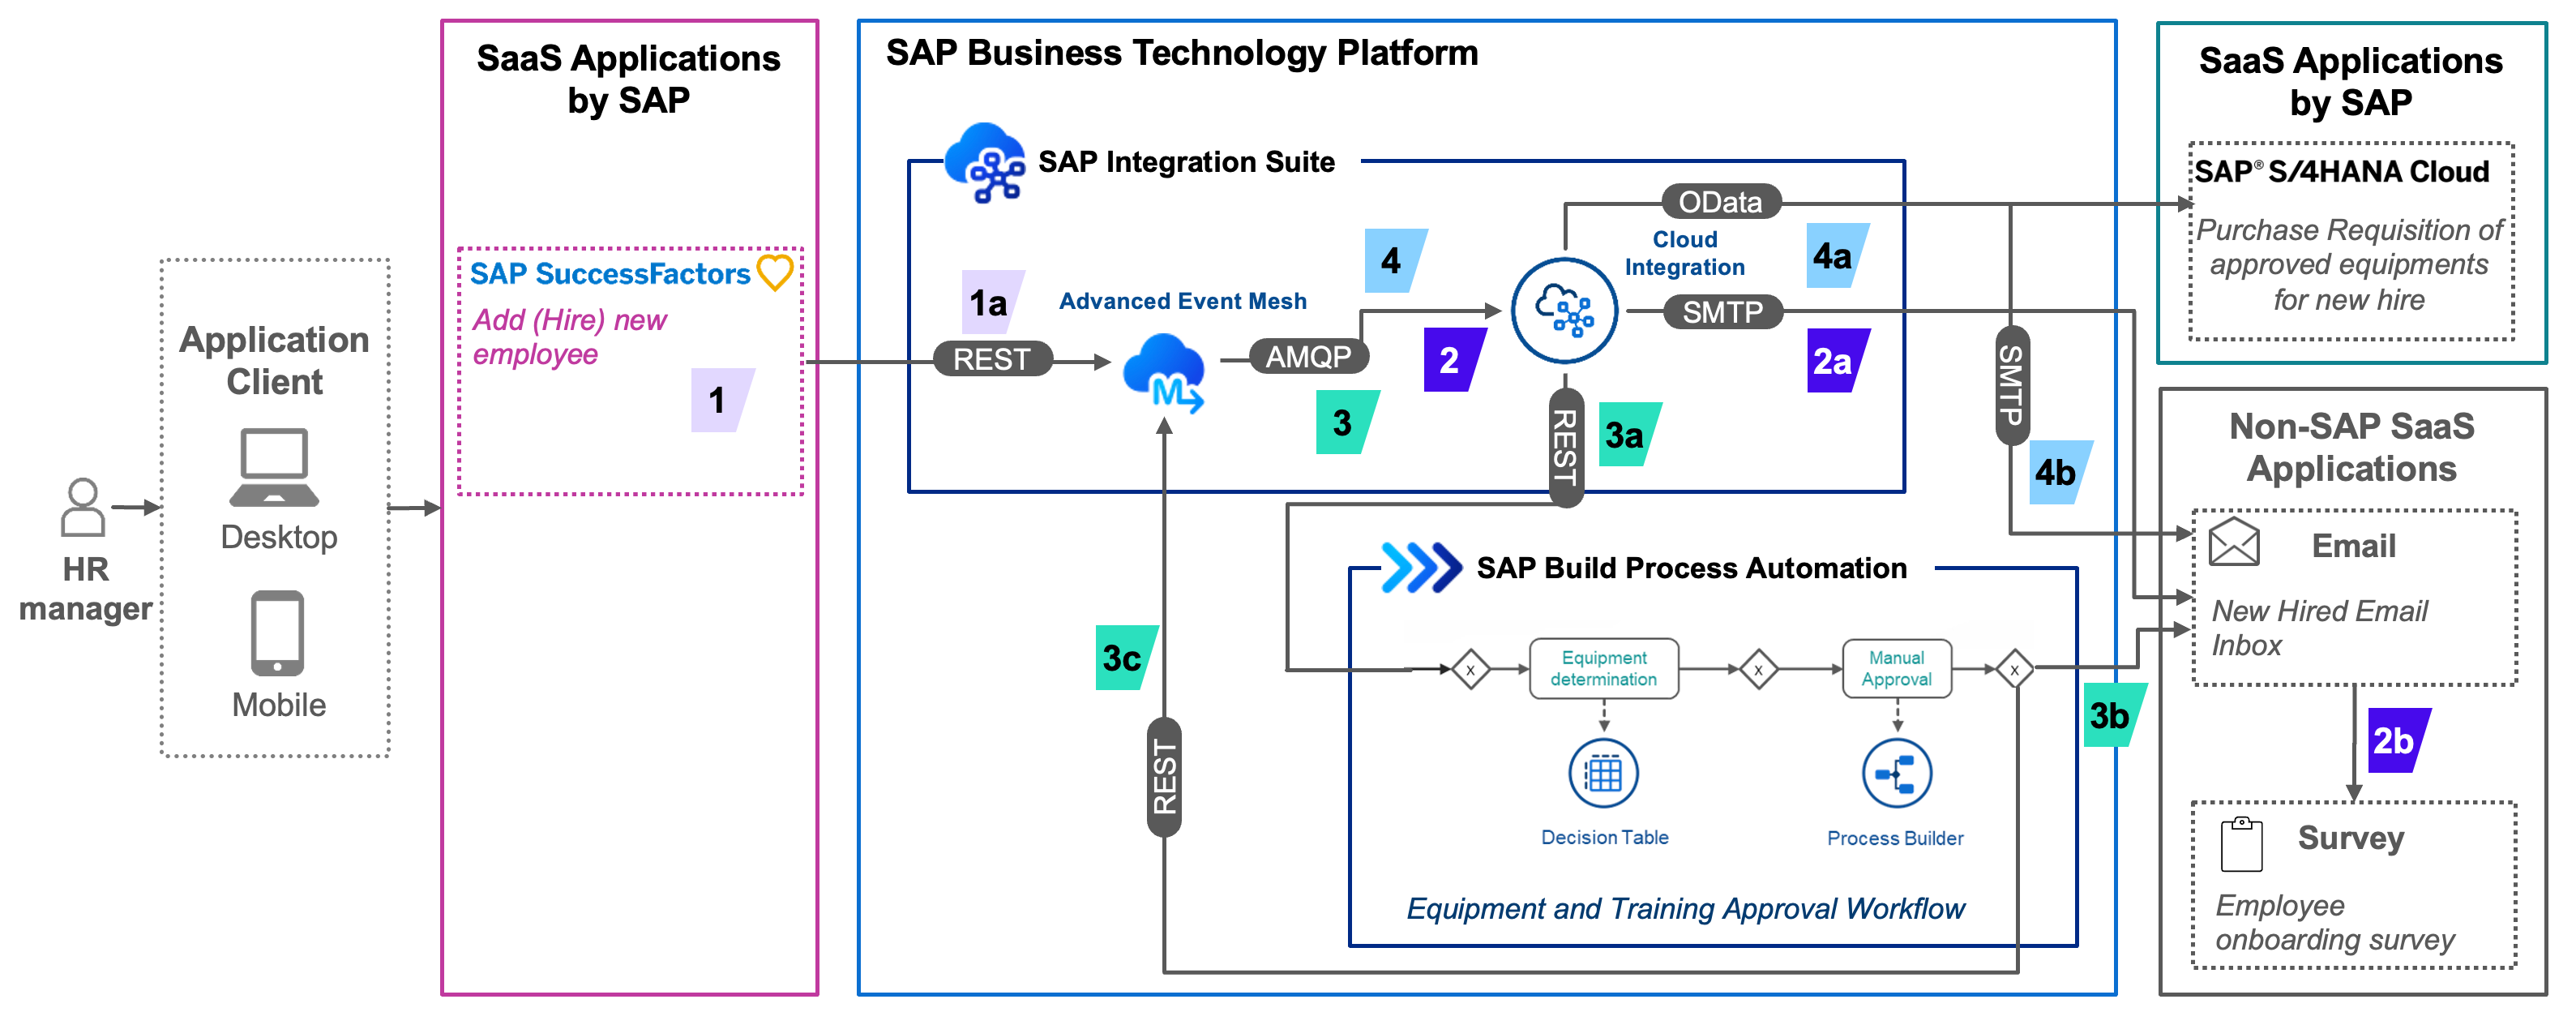 HR
manager
Application
Client
Desktop
Mobile
SaaS Applications
by SAP
SAP SuccessFactors
Add (Hire) new
employee
1
SAP Business Technology Platform
SAP Integration Suite
1a
REST
Advanced Event Mesh
M
AMQP
3
4
2
OData
Cloud
Integration
4a
SMTP
2a
REST
3a
SMTP
4b
3c
REST
SAP Build Process Automation
X
Equipment
determination
X
Manual
Approval
X
3b
Decision Table
Process Builder
Equipment and Training Approval Workflow
SaaS Applications
by SAP
SAP® S/4HANA Cloud
Purchase Requisition of
approved equipments
for new hire
Non-SAP SaaS
Applications
Email
New Hired Email
Inbox
2b
Survey
Employee
onboarding survey